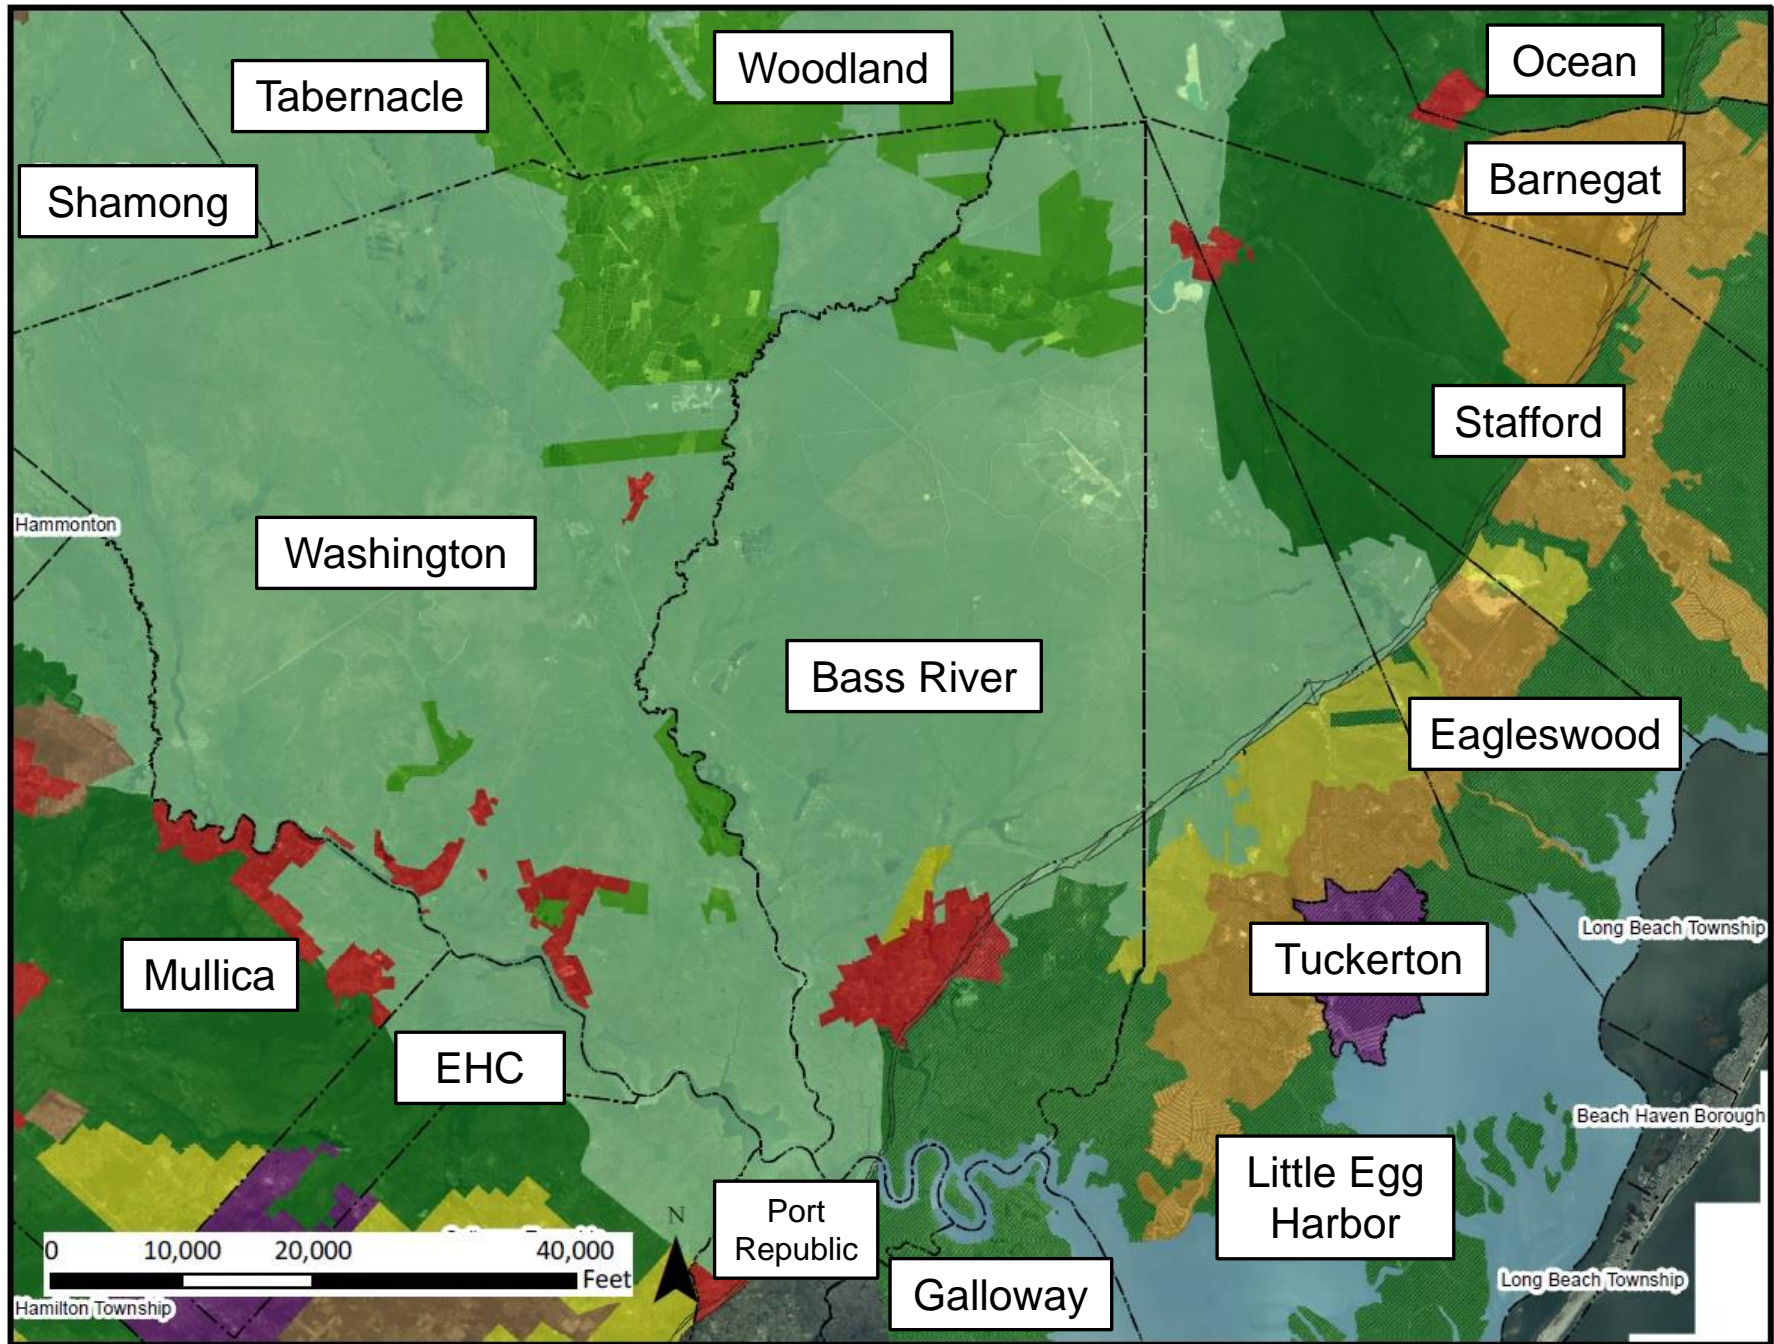 Ocean
Woodland
Tabernacle
Barnegat
Shamong
Stafford
Hammonton
Washington
Bass River
Eagleswood
Long Beach Township
Tuckerton
Mullica
EHC
Beach Haven Borough
Little Egg
Harbor
Port
Republic
N
0 10,000 20,000 40,000
Feet
Galloway
Long Beach Township
Hamilton Township